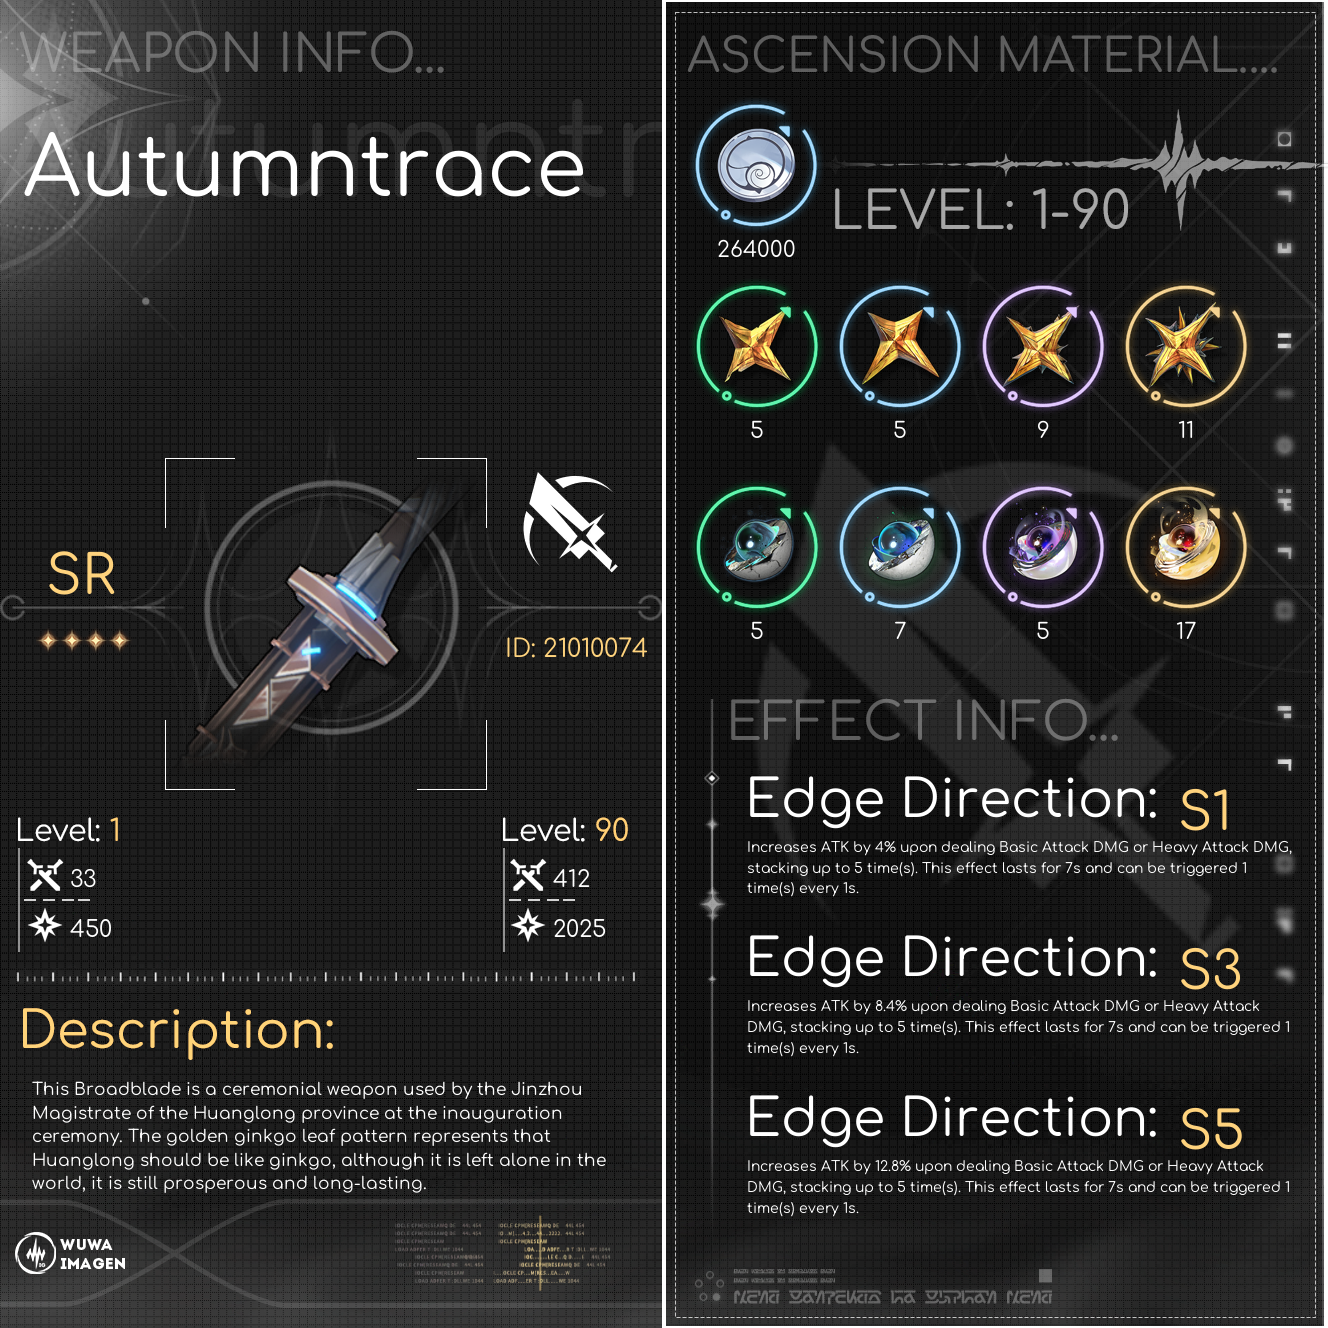 WEAPON INFO...
Autumntrace
SR
ID: 21010074
Level: 1
33
450
Level: 90
412
2025
Description:
This Broadblade is a ceremonial weapon used by the Jinzhou
Magistrate of the Huanglong province at the inauguration
ceremony. The golden ginkgo leaf pattern represents that
Huanglong should be like ginkgo, although it is left alone in the
world, it is still prosperous and long-lasting.
WUWA
IMAGEN
ASCENSION MATERIAL....
LEVEL: 1-90
264000
5 5 9 11
5 7 5 17
EFFECT INFO...
Edge Direction: S1
Increases ATK by 4% upon dealing Basic Attack DMG or Heavy Attack DMG,
stacking up to 5 time(s). This effect lasts for 7s and can be triggered 1
time(s) every 1s.
Edge Direction: S3
Increases ATK by 8.4% upon dealing Basic Attack DMG or Heavy Attack
DMG, stacking up to 5 time(s). This effect lasts for 7s and can be triggered 1
time(s) every 1s.
Edge Direction: S5
Increases ATK by 12.8% upon dealing Basic Attack DMG or Heavy Attack
DMG, stacking up to 5 time(s). This effect lasts for 7s and can be triggered 1
time(s) every 1s.